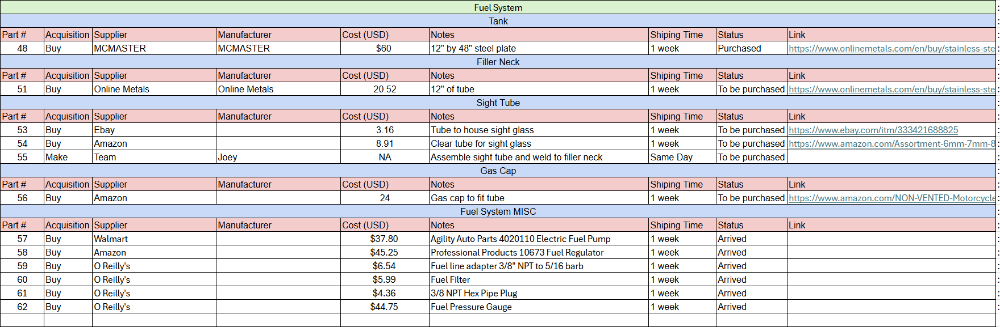 Fuel System
Tank
Part # Acquisition Supplier Manufacturer Cost (USD) Notes Shiping Time Status Link
48 Buy MCMASTER MCMASTER $60 12" by 48" steel plate 1 week Purchased https://www.onlinemetals.com/en/buy/stainless-ste
Filler Neck
Part # Acquisition Supplier Manufacturer Cost (USD) Notes Shiping Time Status Link
51 Buy Online Metals Online Metals 20.52 12" of tube 1 week To be purchased https://www.onlinemetals.com/en/buy/stainless-ste
Sight Tube
Part # Acquisition Supplier Manufacturer Cost (USD) Notes Shiping Time Status Link
53 Buy Ebay 3.16 Tube to house sight glass 1 week To be purchased https://www.ebay.com/itm/333421688825
54 Buy Amazon 8.91 Clear tube for sight glass 1 week To be purchased https://www.amazon.com/Assortment-6mm-7mm-8
55 Make Team Joey NA Assemble sight tube and weld to filler neck Same Day To be purchased
Gas Cap
Part # Acquisition Supplier Manufacturer Cost (USD) Notes Shiping Time Status Link
56 Buy Amazon 24 Gas cap to fit tube 1 week To be purchased https://www.amazon.com/NON-VENTED-Motorcycle
Fuel System MISC
Part # Acquisition Supplier Manufacturer Cost (USD) Notes Shiping Time Status Link
57 Buy Walmart $37.80 Agility Auto Parts 4020110 Electric Fuel Pump 1 week Arrived
58 Buy Amazon $45.25 Professional Products 10673 Fuel Regulator 1 week Arrived
59 Buy O Reilly's $6.54 Fuel line adapter 3/8" NPT to 5/16 barb 1 week Arrived
60 Buy O Reilly's $5.99 Fuel Filter 1 week Arrived
61 Buy O Reilly's $4.36 3/8 NPT Hex Pipe Plug 1 week Arrived
62 Buy O Reilly's $44.75 Fuel Pressure Gauge 1 week Arrived